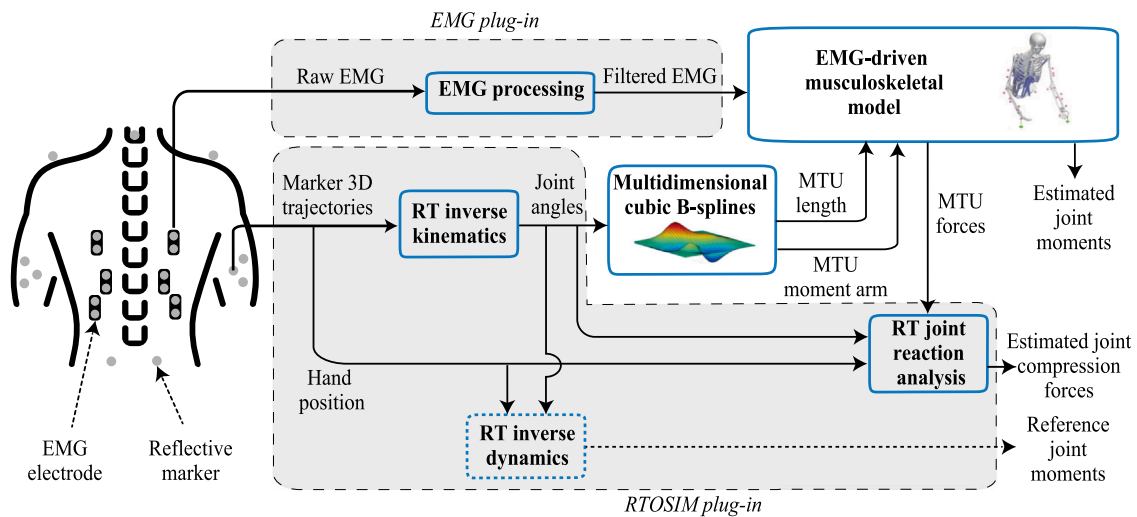 EMG plug-in
Raw EMG
EMG processing
Filtered EMG
EMG-driven
musculoskeletal
model
Marker 3D
trajectories
RT inverse
kinematics
Joint
angles
Multidimensional
cubic B-splines
MTU
length
MTU
moment arm
MTU
forces
Estimated
joint
moments
Hand
position
RT joint
reaction
analysis
Estimated joint
compression
forces
RT inverse
dynamics
Reference
joint
moments
EMG
electrode
Reflective
marker
RTOSIM plug-in